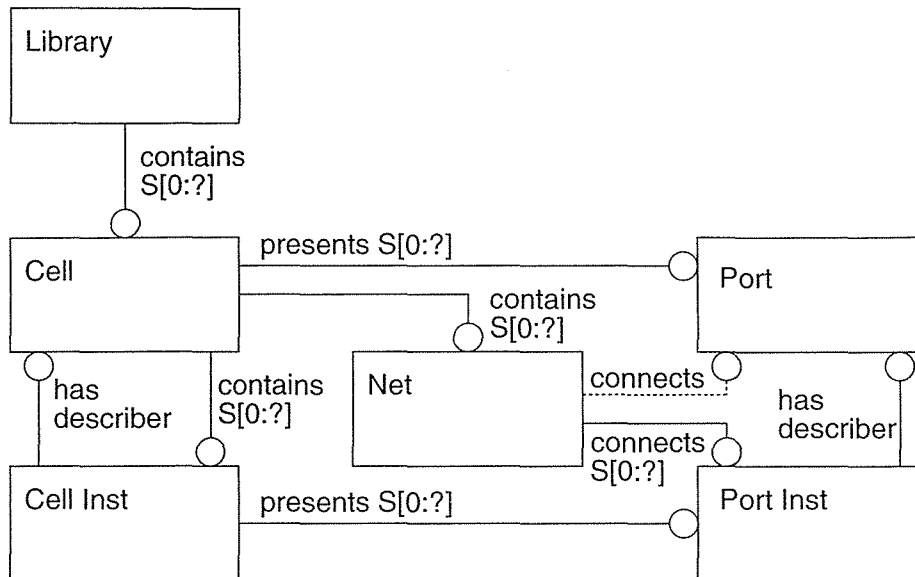 Library
contains
S[0:?]
Cell
presents S[0:?]
Port
contains
S[0:?]
has
describer
contains
S[0:?]
Net
connects
has
describer
connects
S[0:?]
Cell Inst
presents S[0:?]
Port Inst